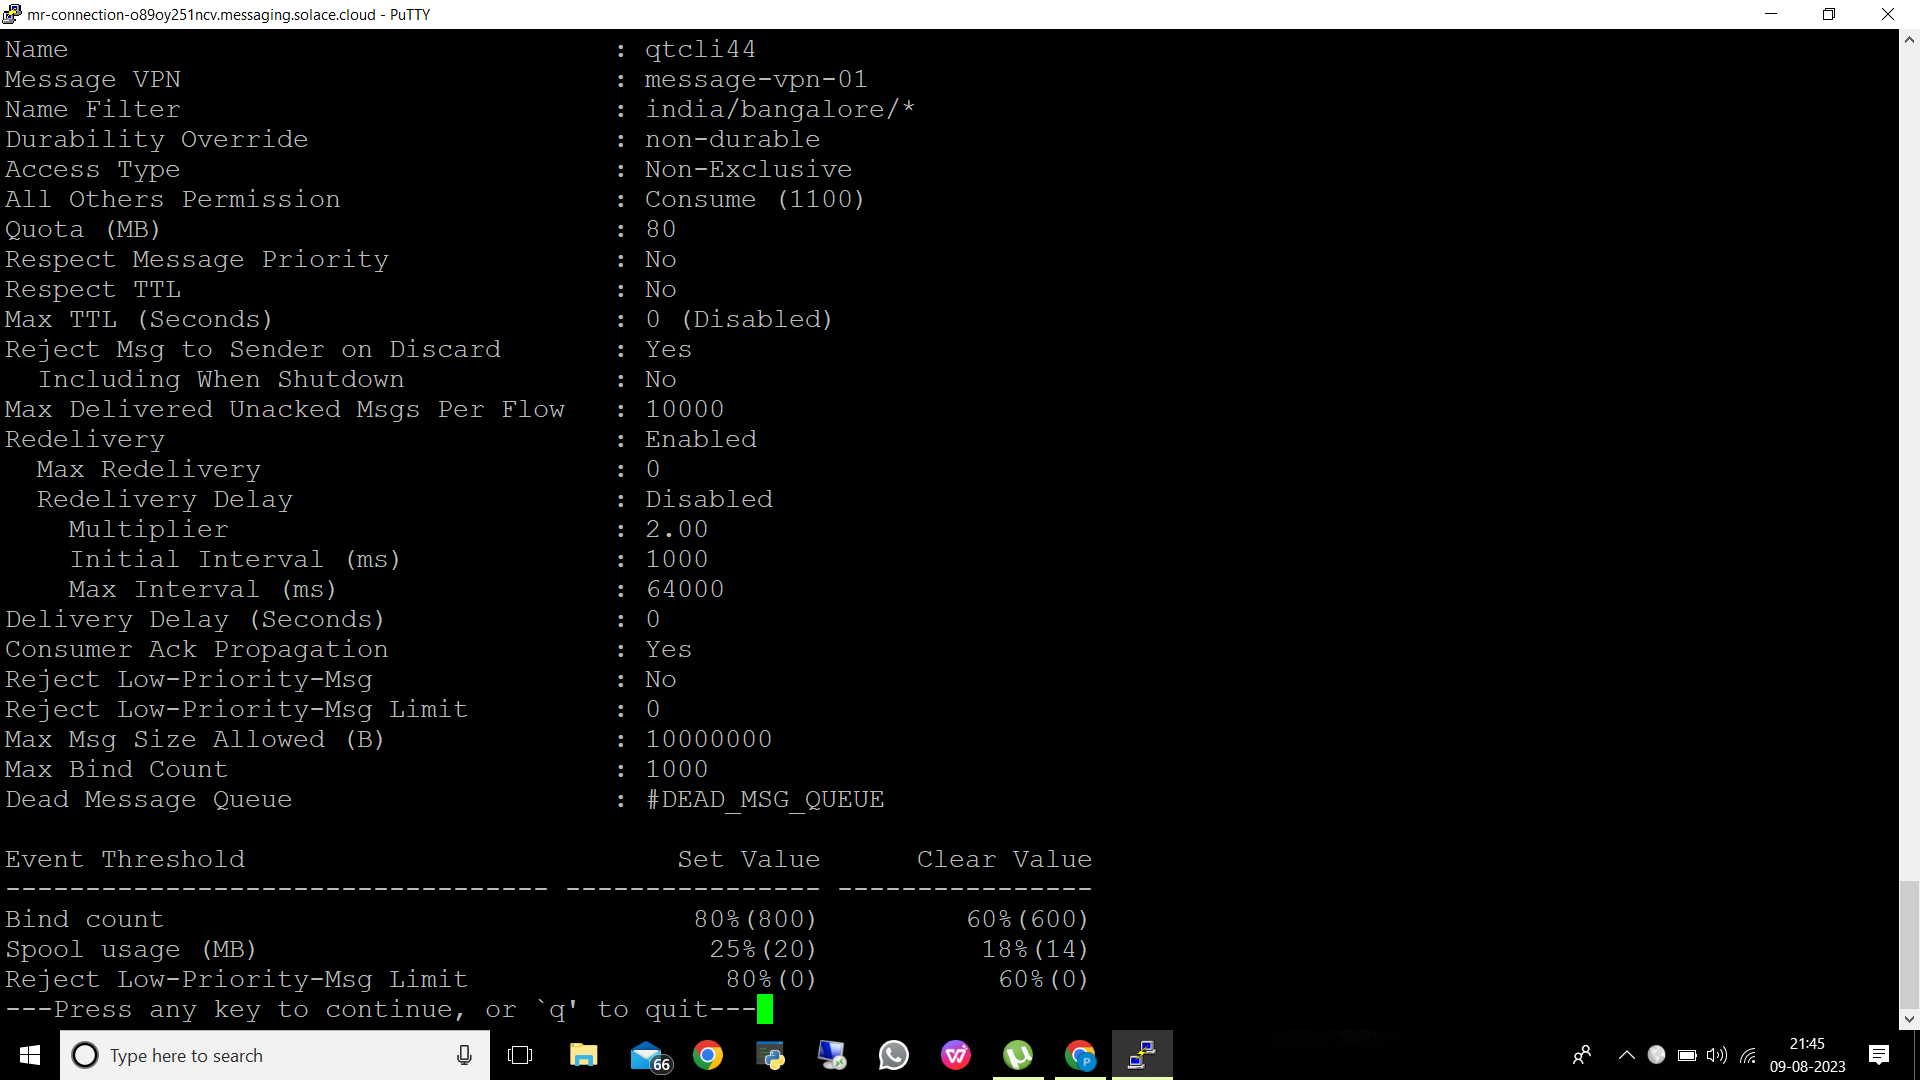 mr-connection-o89oy251ncv.messaging.solace.cloud - PuTTY
Name : qtcli44
Message VPN : message-vpn-01
Name Filter : india/bangalore/*
Durability Override : non-durable
Access Type : Non-Exclusive
All Others Permission : Consume (1100)
Quota (MB) : 80
Respect Message Priority : No
Respect TTL : No
Max TTL (Seconds) : 0 (Disabled)
Reject Msg to Sender on Discard : Yes
Including When Shutdown : No
Max Delivered Unacked Msgs Per Flow : 10000
Redelivery : Enabled
Max Redelivery : 0
Redelivery Delay : Disabled
Multiplier : 2.00
Initial Interval (ms) : 1000
Max Interval (ms) : 64000
Delivery Delay (Seconds) : 0
Consumer Ack Propagation : Yes
Reject Low-Priority-Msg : No
Reject Low-Priority-Msg Limit : 0
Max Msg Size Allowed (B) : 10000000
Max Bind Count : 1000
Dead Message Queue : #DEAD_MSG_QUEUE
Event Threshold Set Value Clear Value
---------------------------------- ---------------- ----------------
Bind count 80%(800) 60%(600)
Spool usage (MB) 25%(20) 18%(14)
Reject Low-Priority-Msg Limit 80%(0) 60%(0)
---Press any key to continue, or `q' to quit---
Type here to search
66
P
21:45
09-08-2023